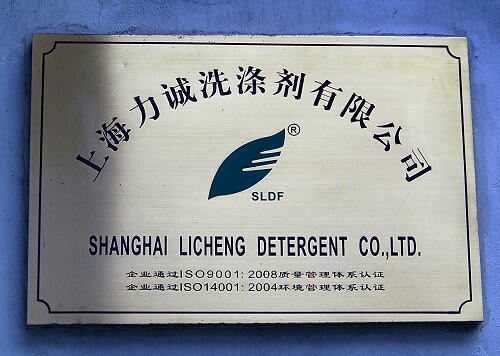 上海力诚洗涤剂有限公司
®
SLDF
SHANGHAI LICHENG DETERGENT CO.,LTD.
企业通过ISO9001: 2008质量管理体系认证
企业通过ISO14001: 2004环境管理体系认证